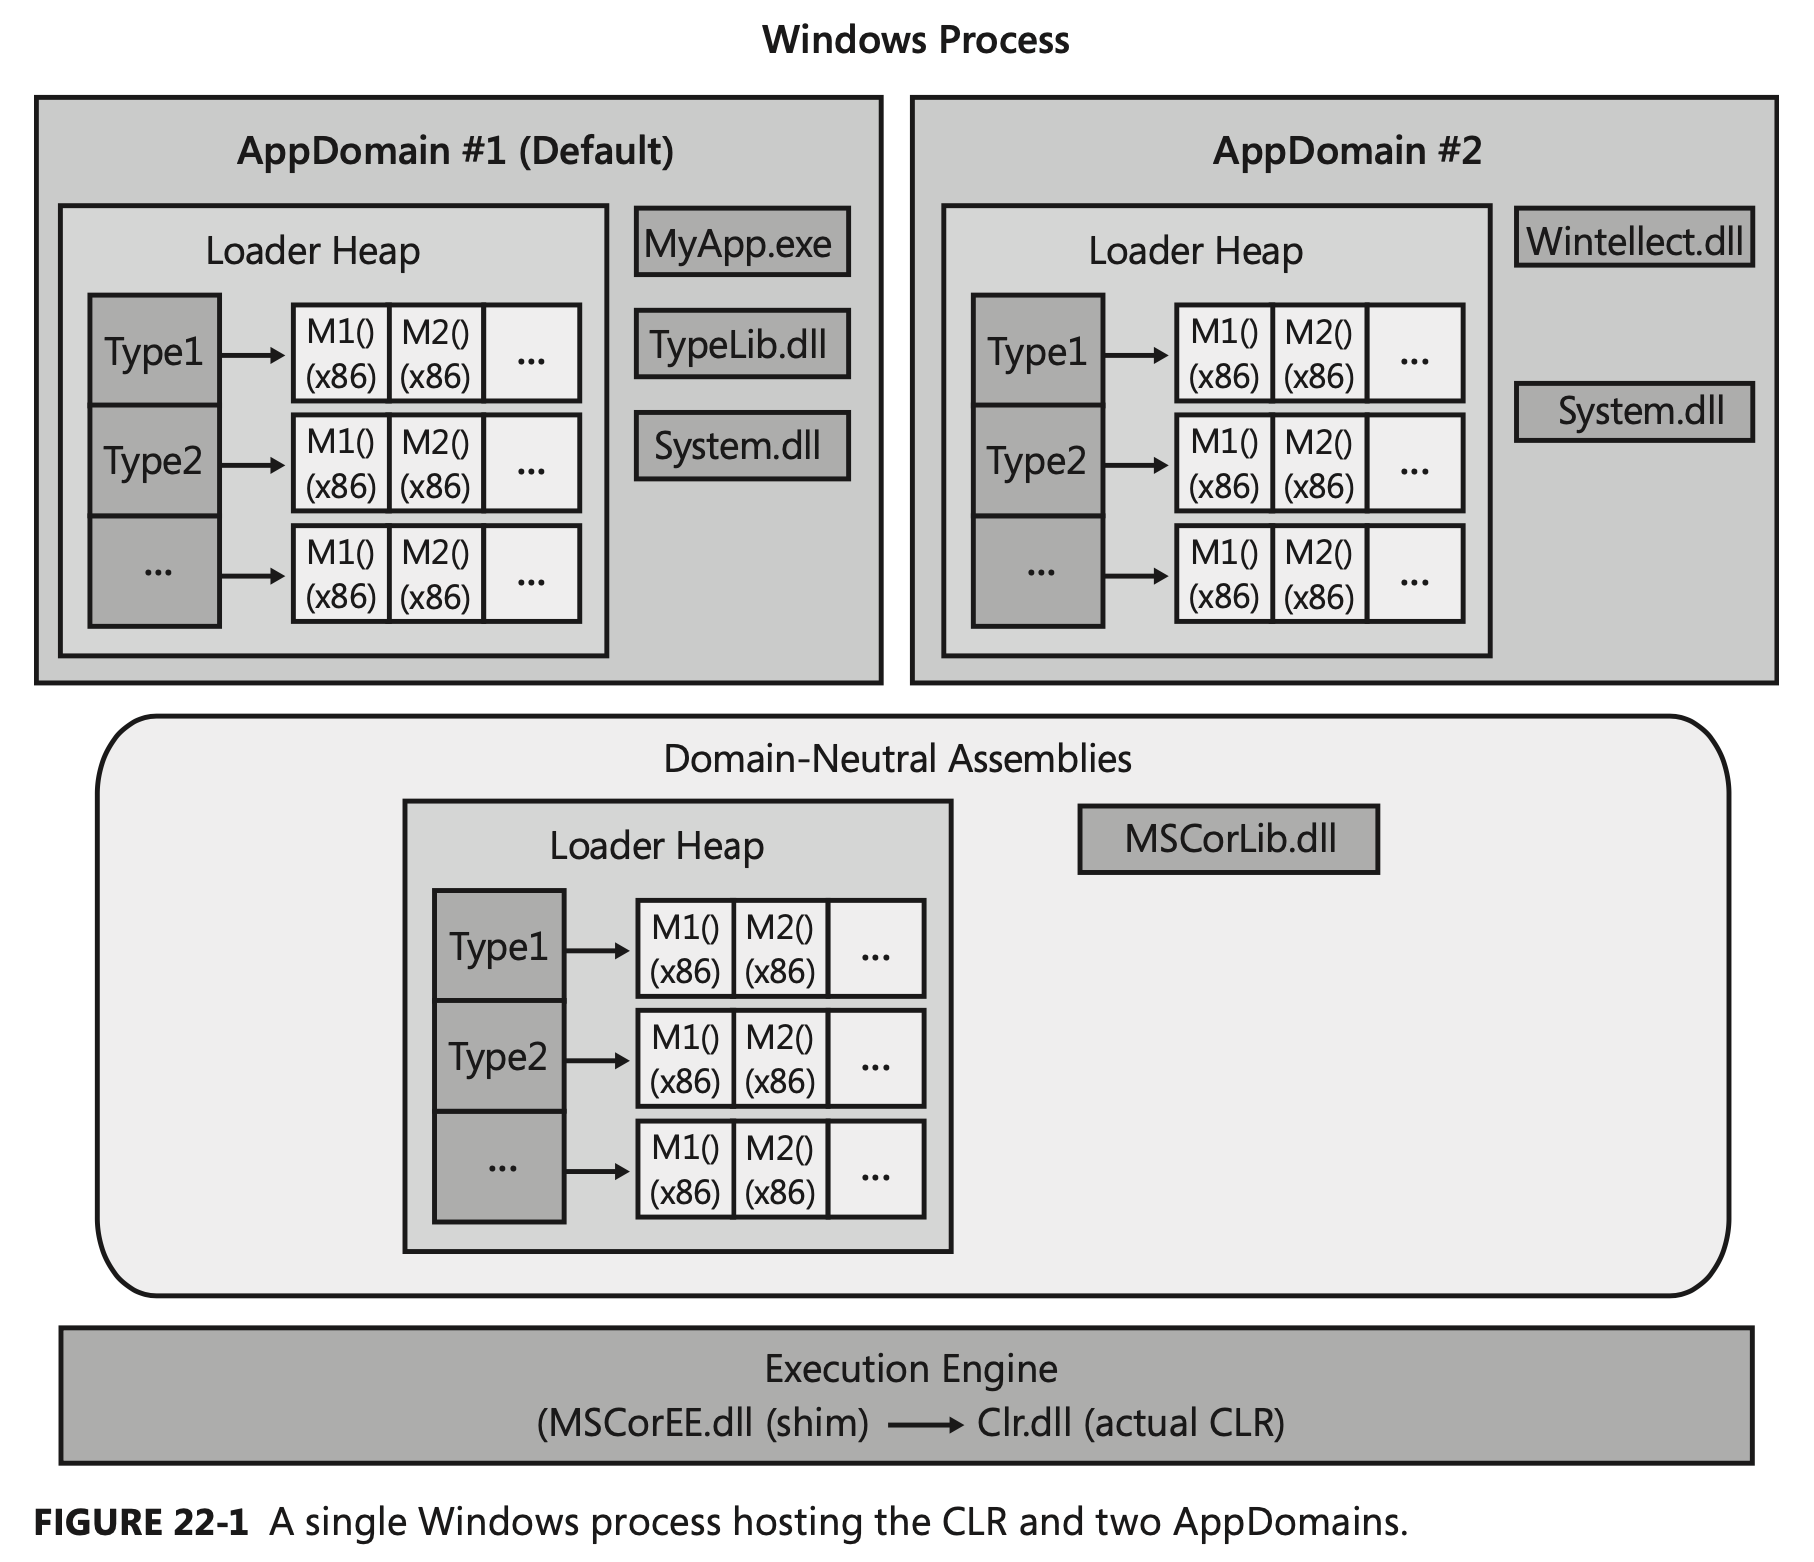 Windows Process
AppDomain #1 (Default)
Loader Heap
MyApp.exe
TypeLib.dll
System.dll
Type1
M1()
(x86)
M2()
(x86)
...
Type2
M1()
(x86)
M2()
(x86)
...
...
M1()
(x86)
M2()
(x86)
...
AppDomain #2
Loader Heap
Wintellect.dll
System.dll
Type1
M1()
(x86)
M2()
(x86)
...
Type2
M1()
(x86)
M2()
(x86)
...
...
M1()
(x86)
M2()
(x86)
...
Domain-Neutral Assemblies
Loader Heap
MSCorLib.dll
Type1
M1()
(x86)
M2()
(x86)
...
Type2
M1()
(x86)
M2()
(x86)
...
...
M1()
(x86)
M2()
(x86)
...
Execution Engine
(MSCorEE.dll (shim) → Clr.dll (actual CLR)
FIGURE 22-1 A single Windows process hosting the CLR and two AppDomains.